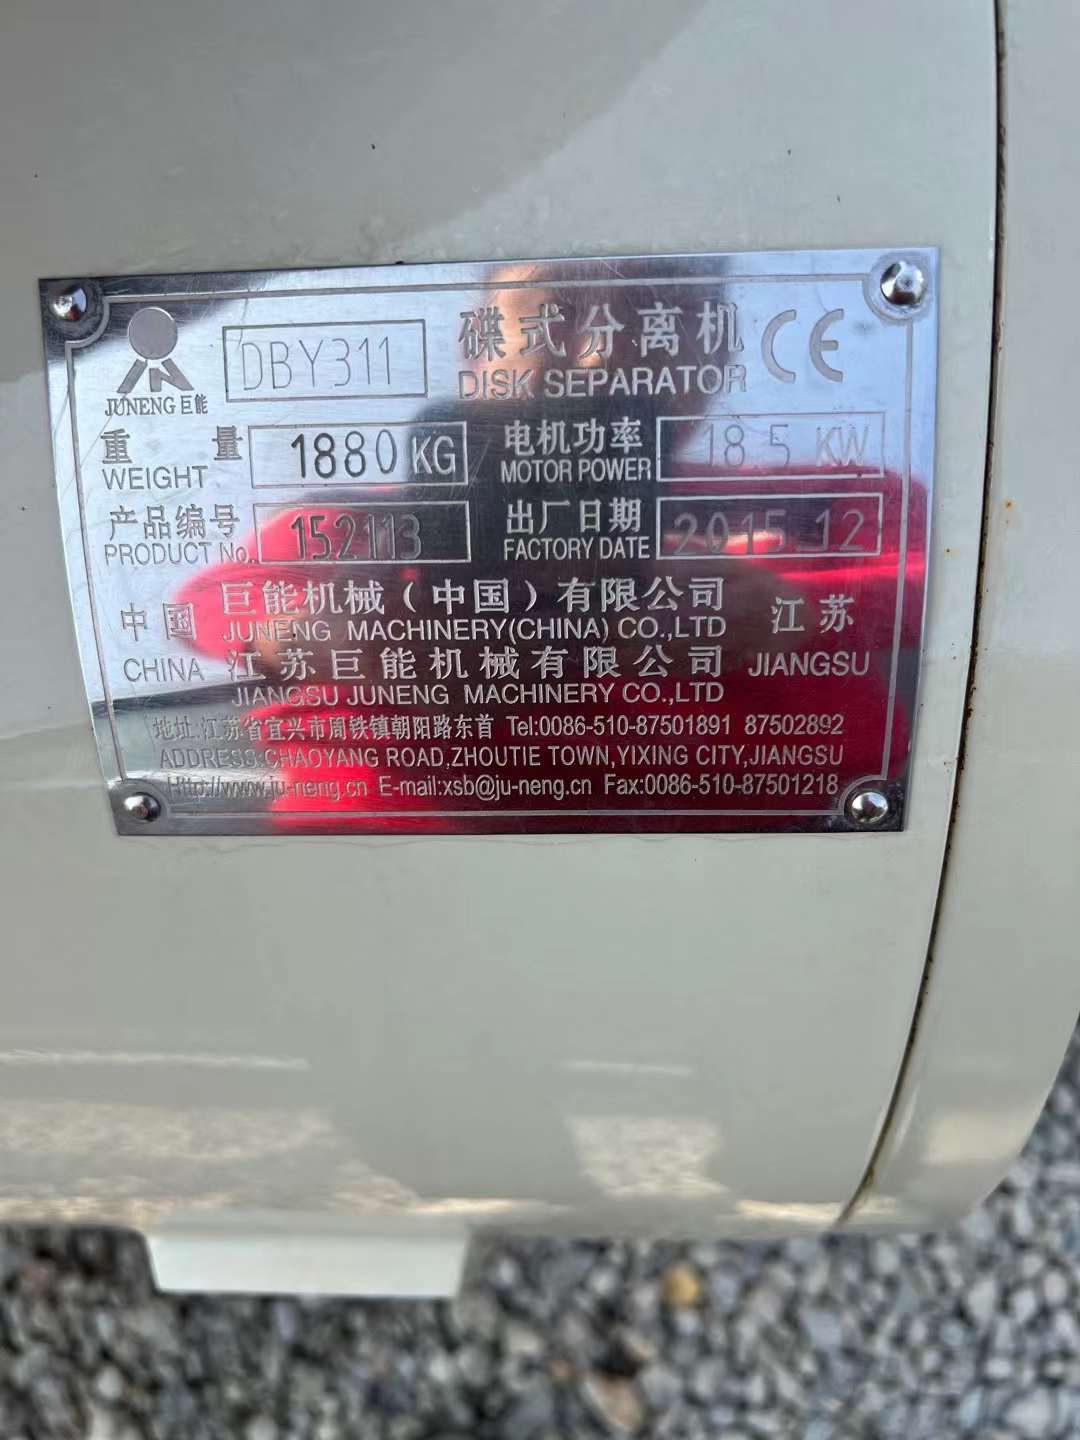 DBY311 碟式分离机 CE
DISK SEPARATOR
JUNENG 巨能
重量 1880 KG 电机功率 18.5 KW
WEIGHT MOTOR POWER
产品编号 152113 出厂日期 2015.12
PRODUCT No. FACTORY DATE
中国 巨能机械(中国)有限公司 江苏
JUNENG MACHINERY(CHINA) CO.,LTD
CHINA 江苏巨能机械有限公司 JIANGSU
JIANGSU JUNENG MACHINERY CO.,LTD
地址:江苏省宜兴市周铁镇朝阳路东首 Tel:0086-510-87501891 87502892
ADDRESS:CHAOYANG ROAD,ZHOUTIE TOWN,YIXING CITY,JIANGSU
Http://www.ju-neng.cn E-mail:xsb@ju-neng.cn Fax:0086-510-87501218